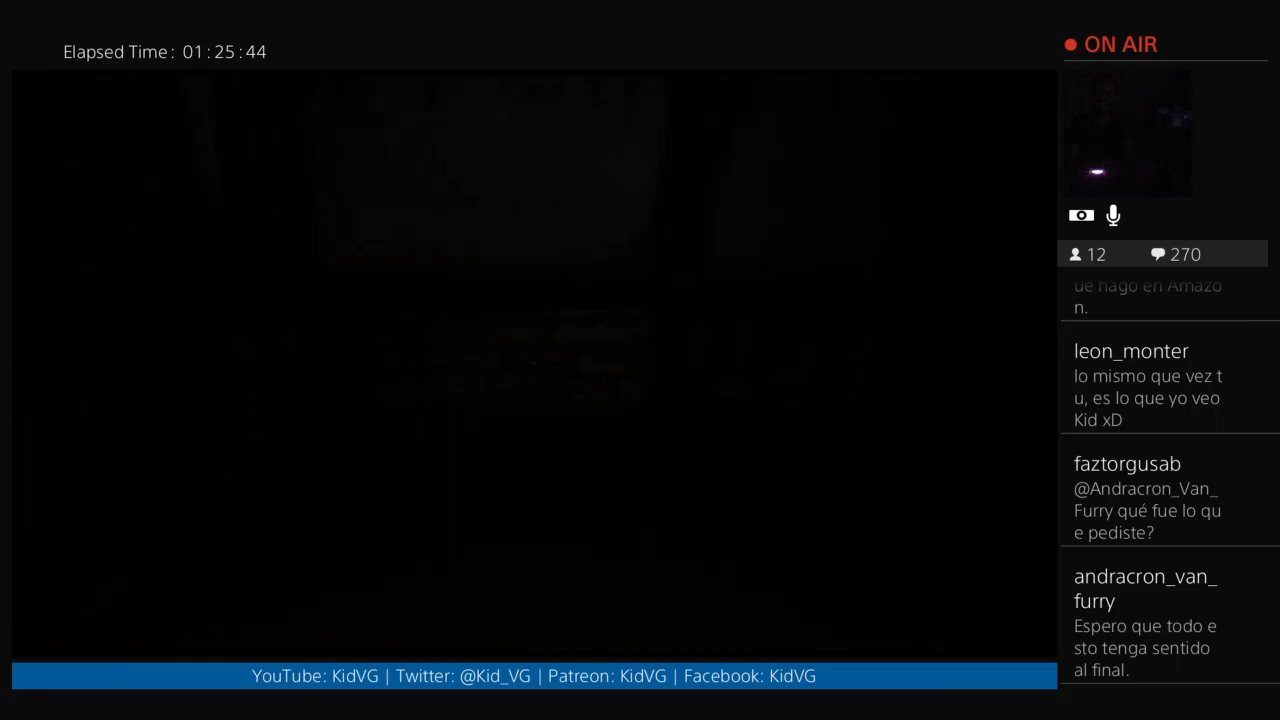 Elapsed Time: 01:25:44
ON AIR
12 270
ue hago en Amazo
n.
leon_monter
lo mismo que vez t
u, es lo que yo veo
Kid xD
faztorgusab
@Andracron_Van_
Furry qué fue lo qu
e pediste?
andracron_van_
furry
Espero que todo e
sto tenga sentido
al final.
YouTube: KidVG | Twitter: @Kid_VG | Patreon: KidVG | Facebook: KidVG